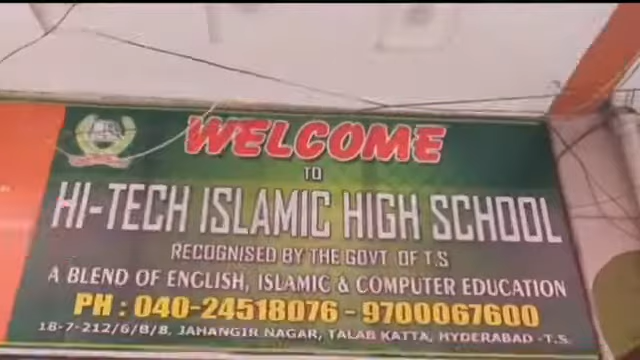 WELCOME
TO
HI-TECH ISLAMIC HIGH SCHOOL
RECOGNISED BY THE GOVT OF T.S
A BLEND OF ENGLISH, ISLAMIC & COMPUTER EDUCATION
PH : 040-24518076 - 9700067600
18-7-212/6/B/8, JAHANGIR NAGAR, TALAB KATTA, HYDERABAD -T.S.